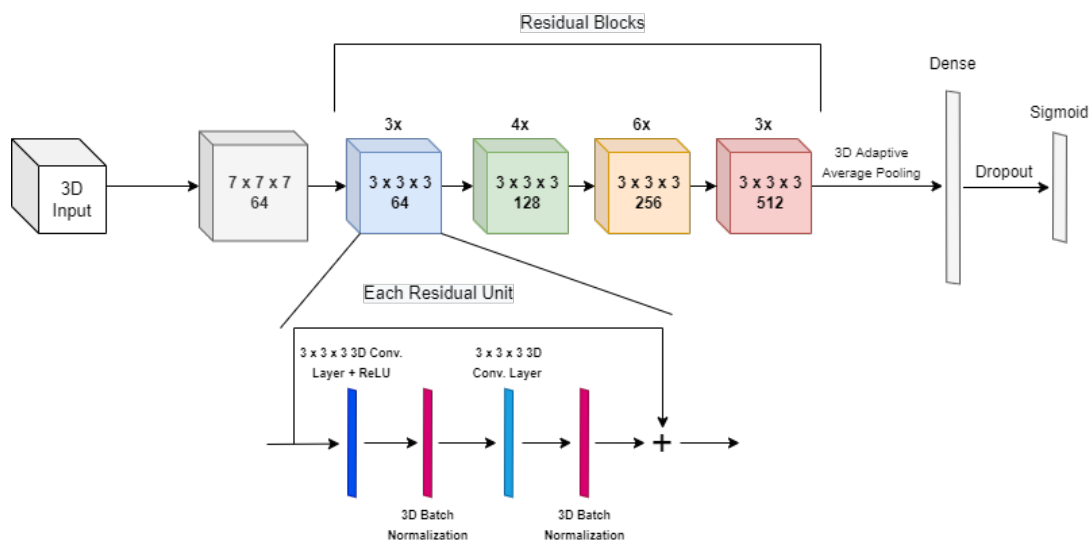 Residual Blocks
Dense
Sigmoid
3x
4x
6x
3x
3D
Input
7 x 7 x 7
64
3 x 3 x 3
64
3 x 3 x 3
128
3 x 3 x 3
256
3 x 3 x 3
512
3D Adaptive
Average Pooling
Dropout
Each Residual Unit
3 x 3 x 3 3D Conv.
Layer + ReLU
3 x 3 x 3 3D
Conv. Layer
+
3D Batch
Normalization
3D Batch
Normalization